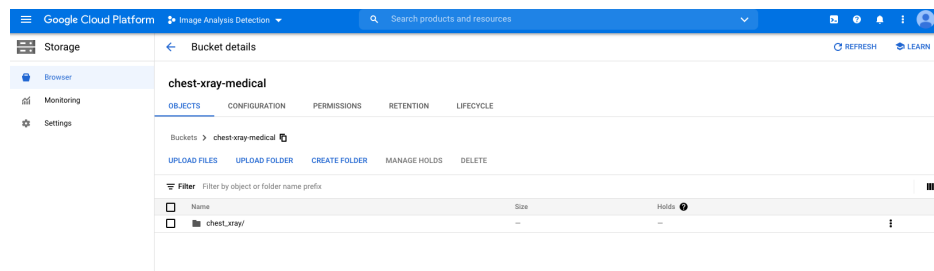 Google Cloud Platform Image Analysis Detection Search products and resources
Storage
Bucket details
REFRESH LEARN
Browser
Monitoring
Settings
chest-xray-medical
OBJECTS CONFIGURATION PERMISSIONS RETENTION LIFECYCLE
Buckets > chest-xray-medical
UPLOAD FILES UPLOAD FOLDER CREATE FOLDER MANAGE HOLDS DELETE
Filter Filter by object or folder name prefix
Name Size Holds
chest_xray/ — —